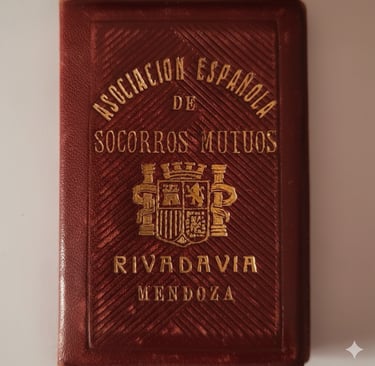 ASOCIACION ESPAÑOLA
DE
SOCORROS MUTUOS
RIVADAVIA
MENDOZA